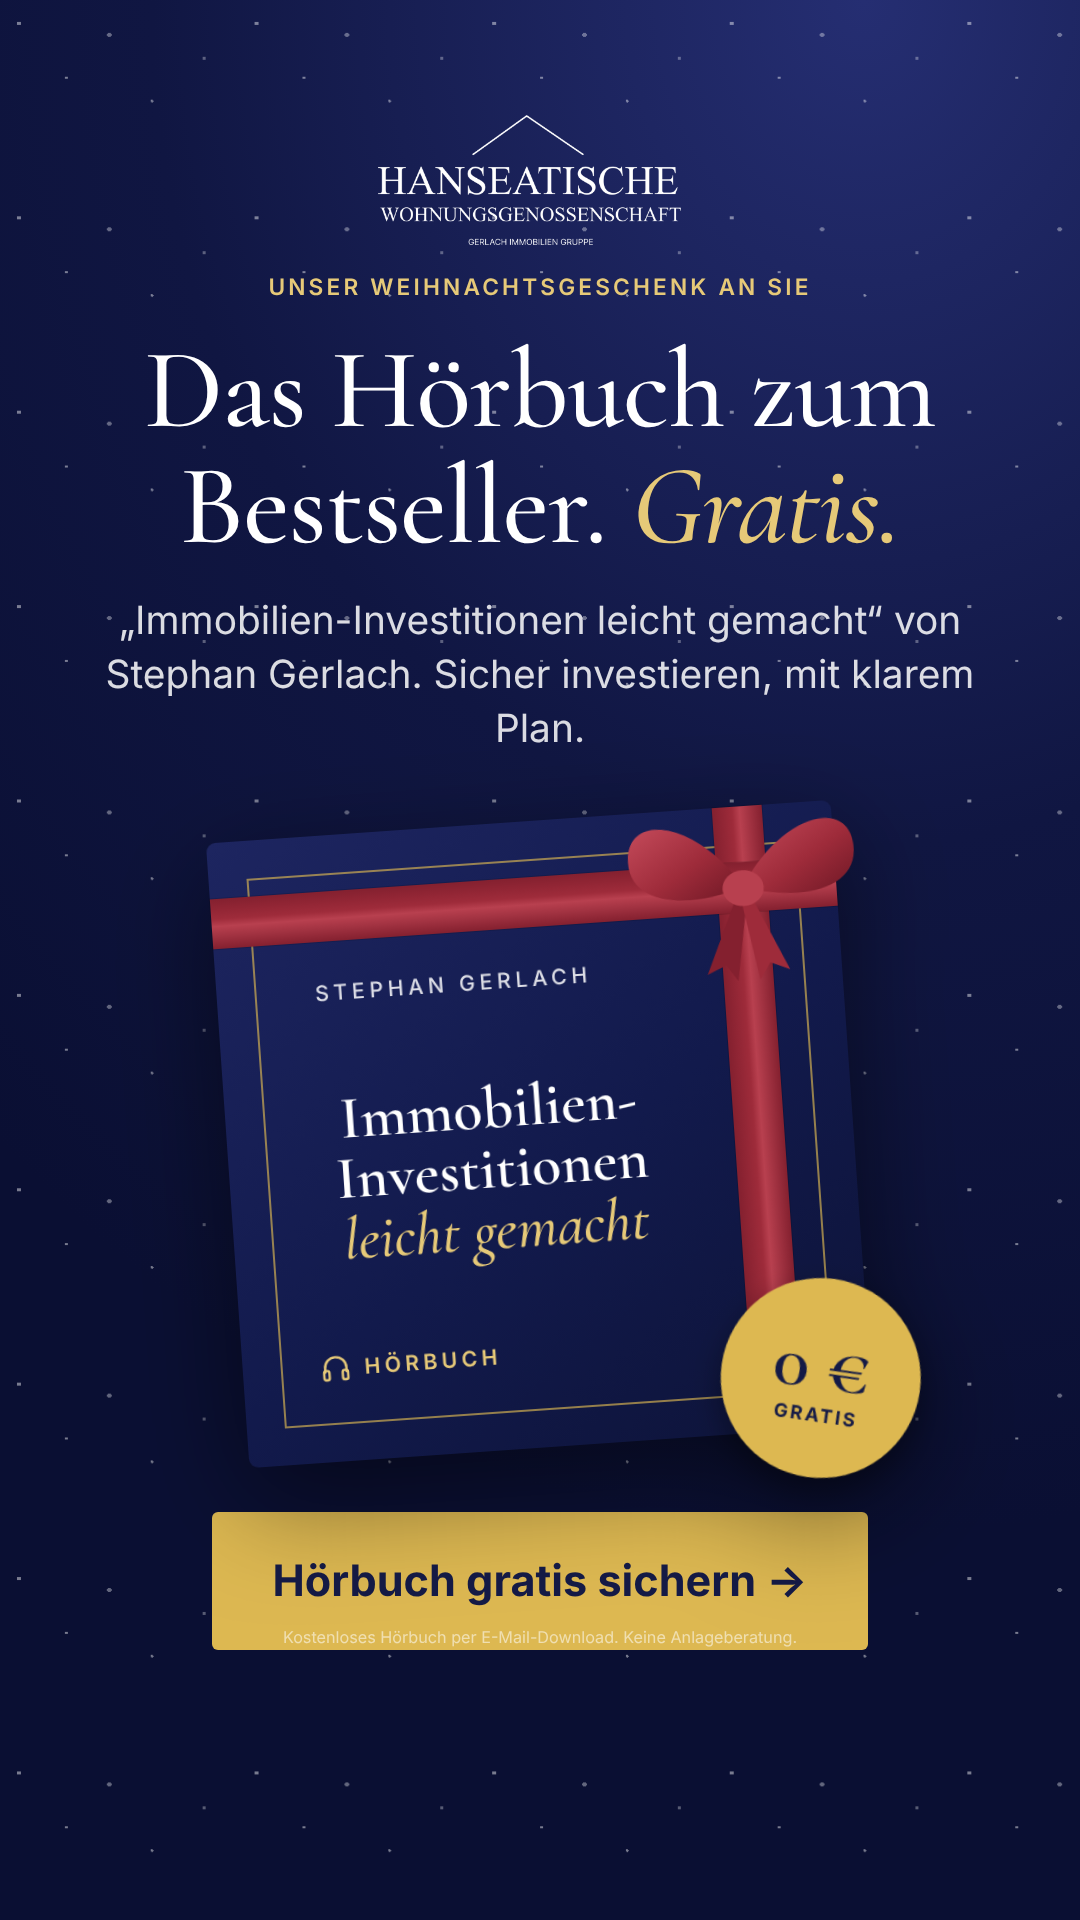 HANSEATISCHE
WOHNUNGSGENOSSENSCHAFT
GERLACH IMMOBILIEN GRUPPE
UNSER WEIHNACHTSGESCHENK AN SIE
Das Hörbuch zum
Bestseller. Gratis.
„Immobilien-Investitionen leicht gemacht“ von
Stephan Gerlach. Sicher investieren, mit klarem
Plan.
STEPHAN GERLACH
Immobilien-
Investitionen
leicht gemacht
HÖRBUCH
0 €
GRATIS
Hörbuch gratis sichern →
Kostenloses Hörbuch per E-Mail-Download. Keine Anlageberatung.